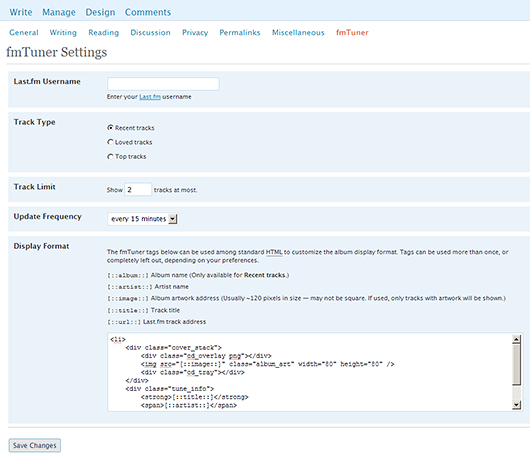 Write Manage Design Comments
General Writing Reading Discussion Privacy Permalinks Miscellaneous fmTuner
fmTuner Settings
Last.fm Username
Enter your Last.fm username
Track Type
Recent tracks
Loved tracks
Top tracks
Track Limit
Show 2 tracks at most.
Update Frequency
every 15 minutes
Display Format
The fmTuner tags below can be used among standard HTML to customize the album display format. Tags can be used more than once, or
completely left out, depending on your preferences.
[::album::] Album name (Only available for Recent tracks.)
[::artist::] Artist name
[::image::] Album artwork address (Usually ~120 pixels in size — may not be square. If used, only tracks with artwork will be shown.)
[::title::] Track title
[::url::] Last.fm track address
<li>
<div class="cover_stack">
<div class="cd_overlay png"></div>
<img src="[::image::]" class="album_art" width="80" height="80" />
<div class="cd_tray"></div>
</div>
<div class="tune_info">
<strong>[::title::]</strong>
<span>[::artist::]</span>
Save Changes